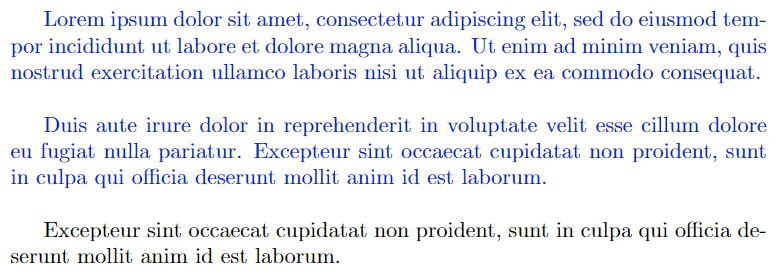 Lorem ipsum dolor sit amet, consectetur adipiscing elit, sed do eiusmod tem-
por incididunt ut labore et dolore magna aliqua. Ut enim ad minim veniam, quis
nostrud exercitation ullamco laboris nisi ut aliquip ex ea commodo consequat.
Duis aute irure dolor in reprehenderit in voluptate velit esse cillum dolore
eu fugiat nulla pariatur. Excepteur sint occaecat cupidatat non proident, sunt
in culpa qui officia deserunt mollit anim id est laborum.
Excepteur sint occaecat cupidatat non proident, sunt in culpa qui officia de-
serunt mollit anim id est laborum.